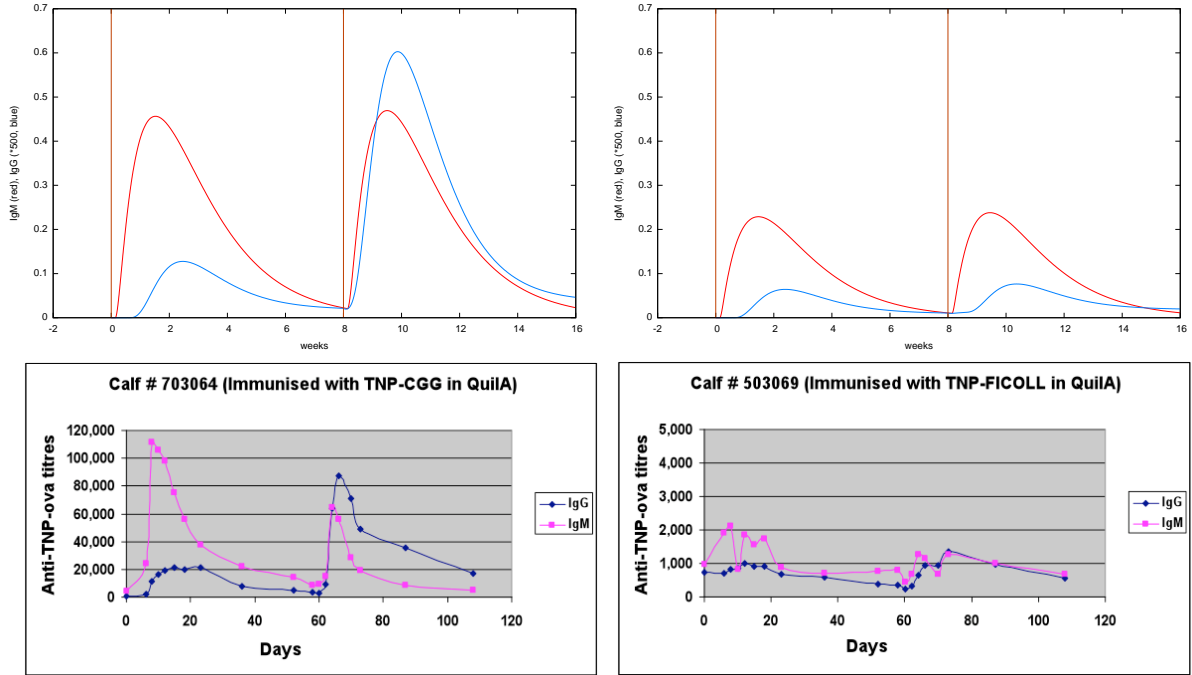 0.7
0.6
0.5
0.4
0.3
0.2
0.1
0
IgM (red), IgG (*500, blue)
-2 0 2 4 6 8 10 12 14 16
weeks
0.7
0.6
0.5
0.4
0.3
0.2
0.1
0
IgM (red), IgG (*500, blue)
-2 0 2 4 6 8 10 12 14 16
weeks
Calf # 703064 (Immunised with TNP-CGG in QuilA)
Anti-TNP-ova titres
120,000
100,000
80,000
60,000
40,000
20,000
0
0 20 40 60 80 100 120
Days
IgG
IgM
Calf # 503069 (Immunised with TNP-FICOLL in QuilA)
Anti-TNP-ova titres
5,000
4,000
3,000
2,000
1,000
0
0 20 40 60 80 100 120
Days
IgG
IgM